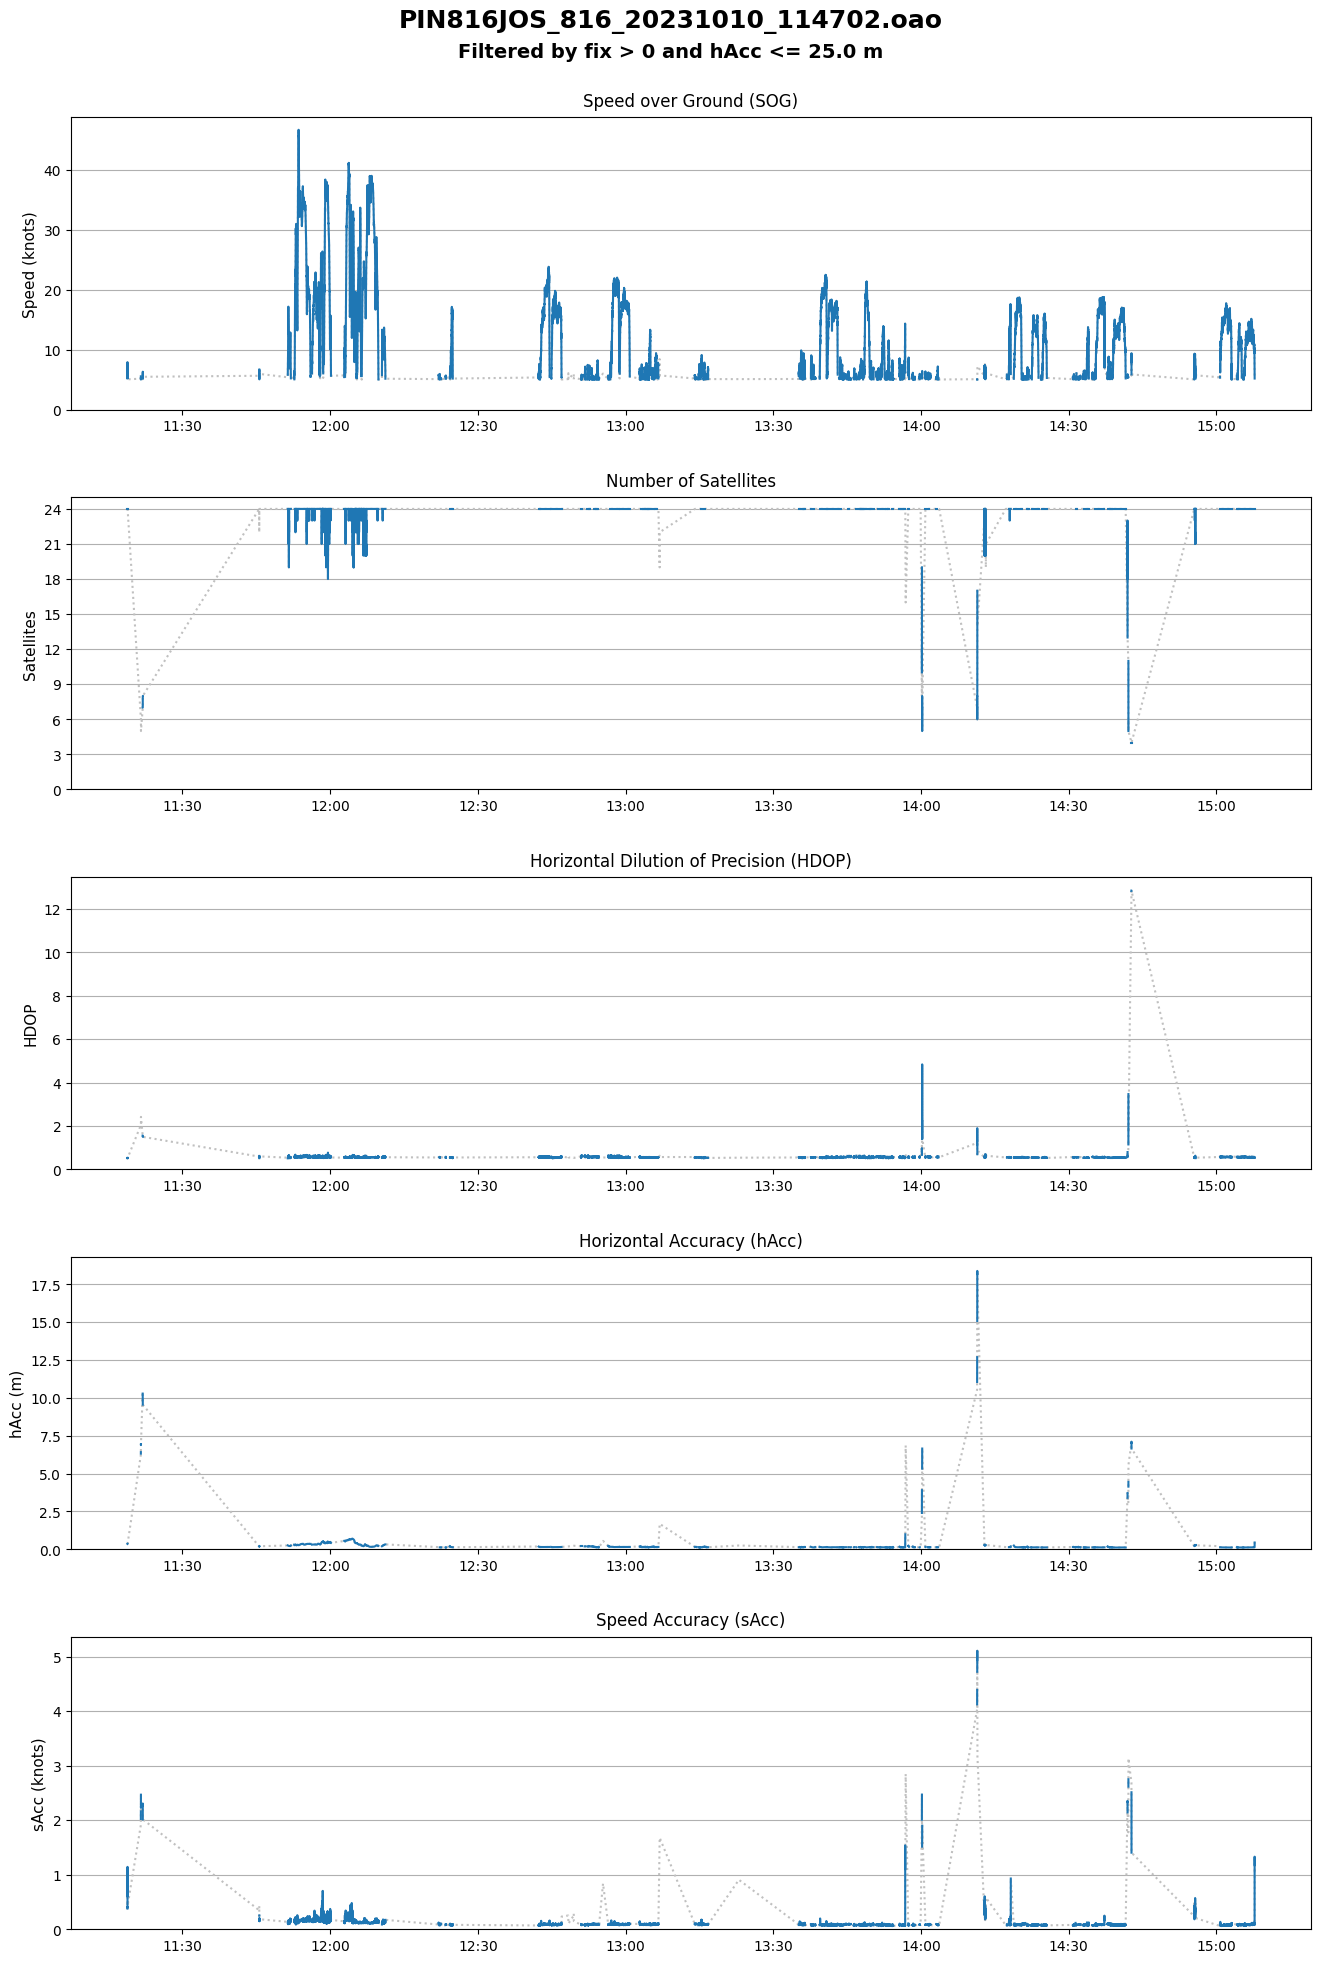 PIN816JOS_816_20231010_114702.oao
Filtered by fix > 0 and hAcc <= 25.0 m
Speed over Ground (SOG)
Speed (knots)
40
30
20
10
0
11:30 12:00 12:30 13:00 13:30 14:00 14:30 15:00
Number of Satellites
Satellites
24
21
18
15
12
9
6
3
0
11:30 12:00 12:30 13:00 13:30 14:00 14:30 15:00
Horizontal Dilution of Precision (HDOP)
HDOP
12
10
8
6
4
2
0
11:30 12:00 12:30 13:00 13:30 14:00 14:30 15:00
Horizontal Accuracy (hAcc)
hAcc (m)
17.5
15.0
12.5
10.0
7.5
5.0
2.5
0.0
11:30 12:00 12:30 13:00 13:30 14:00 14:30 15:00
Speed Accuracy (sAcc)
sAcc (knots)
5
4
3
2
1
0
11:30 12:00 12:30 13:00 13:30 14:00 14:30 15:00